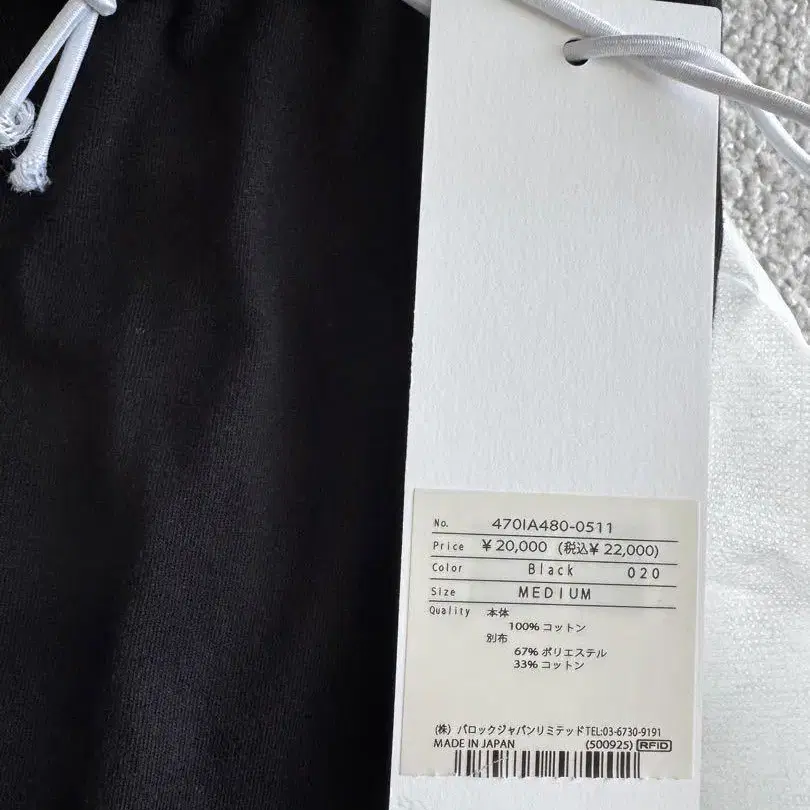 No. 470IA480-0511
Price ¥20,000 (税込¥22,000)
Color Black 020
Size MEDIUM
Quality 本体
100% コットン
別布
67% ポリエステル
33% コットン
(株) バロックジャパンリミテッド TEL:03-6730-9191
MADE IN JAPAN (500925) RFID